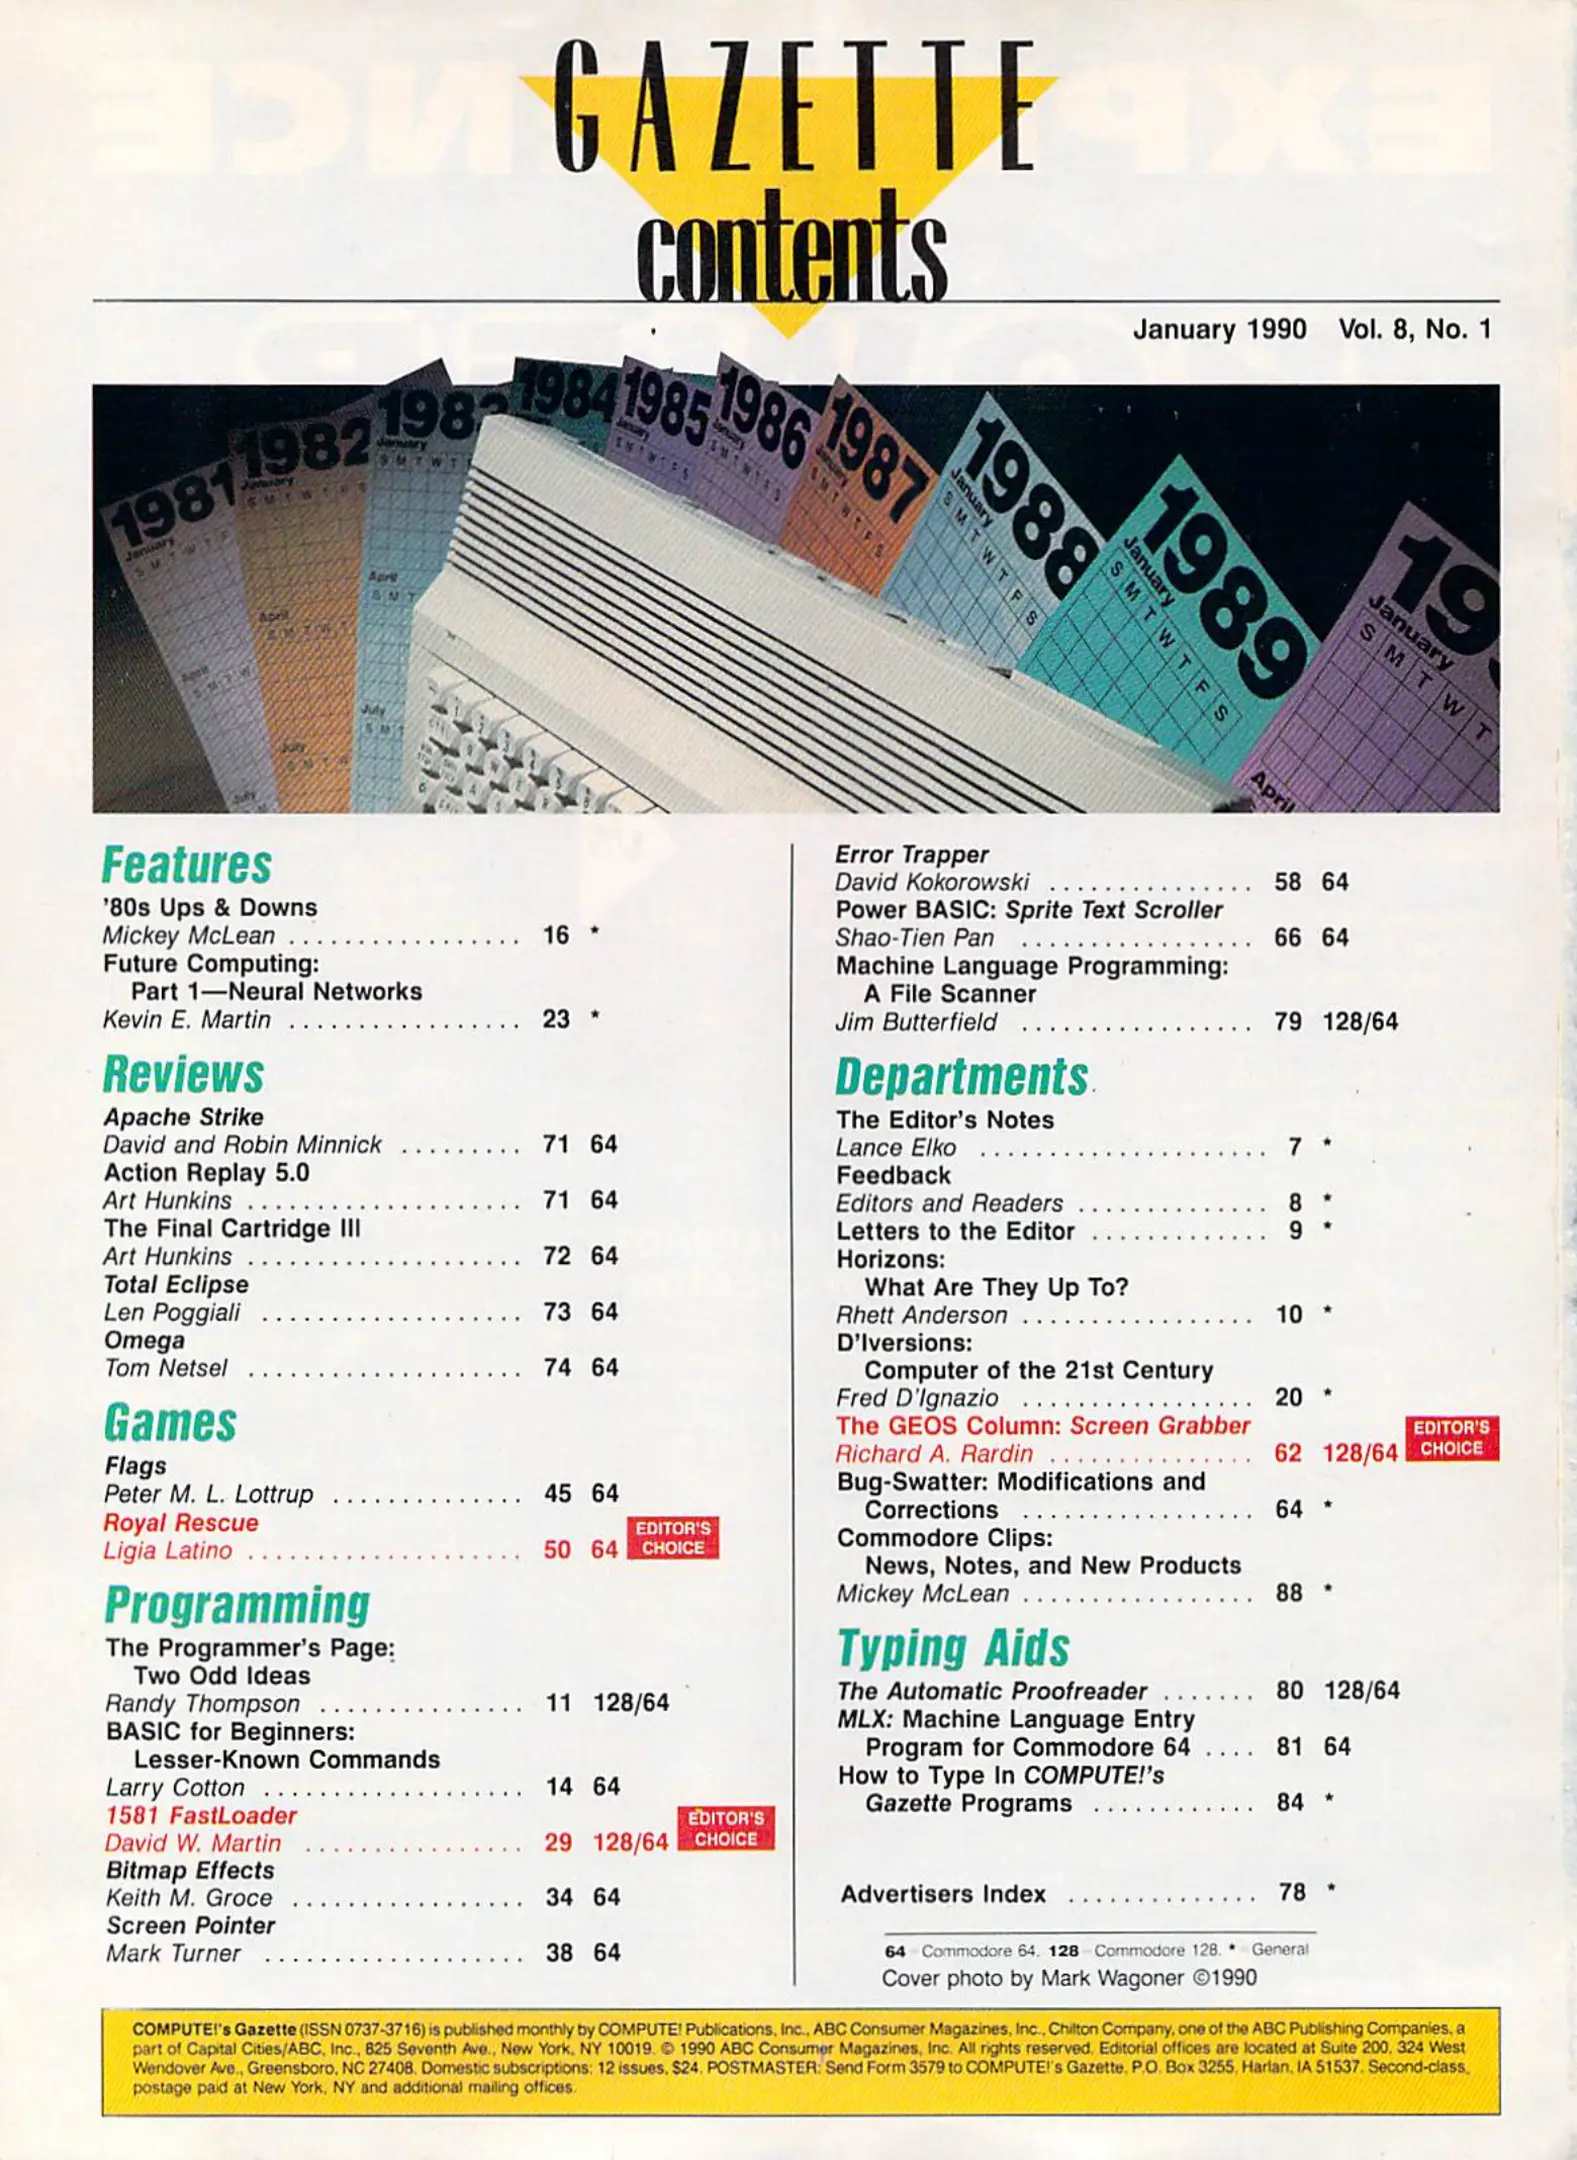 GAZETTE
contents
January 1990 Vol. 8, No. 1
1981
January
S M T W T F
April
S M T W
July
1982
January
S M T W T F S
April
S M T W T
July
S M T W
1983
January
S M T W T
April
S M T
July
S M T
1984
1985
January
S M T W T F S
1986
January
S M T W T F S
1987
January
S M T W T F S
1988
January
S M T W T F S
1989
January
S M T W T F S
199
January
S M T W T
April
Features
'80s Ups & Downs
Mickey McLean . . . . . . . . . . . . . . . . . 16 *
Future Computing:
Part 1—Neural Networks
Kevin E. Martin . . . . . . . . . . . . . . . . . 23 *
Reviews
Apache Strike
David and Robin Minnick . . . . . . . . . 71 64
Action Replay 5.0
Art Hunkins . . . . . . . . . . . . . . . . . . . . 71 64
The Final Cartridge III
Art Hunkins . . . . . . . . . . . . . . . . . . . . 72 64
Total Eclipse
Len Poggiali . . . . . . . . . . . . . . . . . . . 73 64
Omega
Tom Netsel . . . . . . . . . . . . . . . . . . . . 74 64
Games
Flags
Peter M. L. Lottrup . . . . . . . . . . . . . . 45 64
Royal Rescue
Ligia Latino . . . . . . . . . . . . . . . . . . . . 50 64 EDITOR'S CHOICE
Programming
The Programmer's Page:
Two Odd Ideas
Randy Thompson . . . . . . . . . . . . . . . 11 128/64
BASIC for Beginners:
Lesser-Known Commands
Larry Cotton . . . . . . . . . . . . . . . . . . . 14 64
1581 FastLoader
David W. Martin . . . . . . . . . . . . . . . . 29 128/64 EDITOR'S CHOICE
Bitmap Effects
Keith M. Groce . . . . . . . . . . . . . . . . . 34 64
Screen Pointer
Mark Turner . . . . . . . . . . . . . . . . . . . 38 64
Error Trapper
David Kokorowski . . . . . . . . . . . . . . . 58 64
Power BASIC: Sprite Text Scroller
Shao-Tien Pan . . . . . . . . . . . . . . . . . 66 64
Machine Language Programming:
A File Scanner
Jim Butterfield . . . . . . . . . . . . . . . . . 79 128/64
Departments
The Editor's Notes
Lance Elko . . . . . . . . . . . . . . . . . . . . . 7 *
Feedback
Editors and Readers . . . . . . . . . . . . . . 8 *
Letters to the Editor . . . . . . . . . . . . . 9 *
Horizons:
What Are They Up To?
Rhett Anderson . . . . . . . . . . . . . . . . . 10 *
D'Iversions:
Computer of the 21st Century
Fred D'Ignazio . . . . . . . . . . . . . . . . . 20 *
The GEOS Column: Screen Grabber
Richard A. Rardin . . . . . . . . . . . . . . . 62 128/64 EDITOR'S CHOICE
Bug-Swatter: Modifications and
Corrections . . . . . . . . . . . . . . . . . 64 *
Commodore Clips:
News, Notes, and New Products
Mickey McLean . . . . . . . . . . . . . . . . . 88 *
Typing Aids
The Automatic Proofreader . . . . . . . 80 128/64
MLX: Machine Language Entry
Program for Commodore 64 . . . . 81 64
How to Type In COMPUTE!'s
Gazette Programs . . . . . . . . . . . . 84 *
Advertisers Index . . . . . . . . . . . . . . 78 *
64 Commodore 64. 128 Commodore 128. * General
Cover photo by Mark Wagoner ©1990
COMPUTE!'s Gazette (ISSN 0737-3716) is published monthly by COMPUTE! Publications, Inc., ABC Consumer Magazines, Inc., Chilton Company, one of the ABC Publishing Companies, a
part of Capital Cities/ABC, Inc., 825 Seventh Ave., New York, NY 10019. © 1990 ABC Consumer Magazines, Inc. All rights reserved. Editorial offices are located at Suite 200, 324 West
Wendover Ave., Greensboro, NC 27408. Domestic subscriptions: 12 issues, $24. POSTMASTER: Send Form 3579 to COMPUTE!'s Gazette, P.O. Box 3255, Harlan, IA 51537. Second-class
postage paid at New York, NY and additional mailing offices.